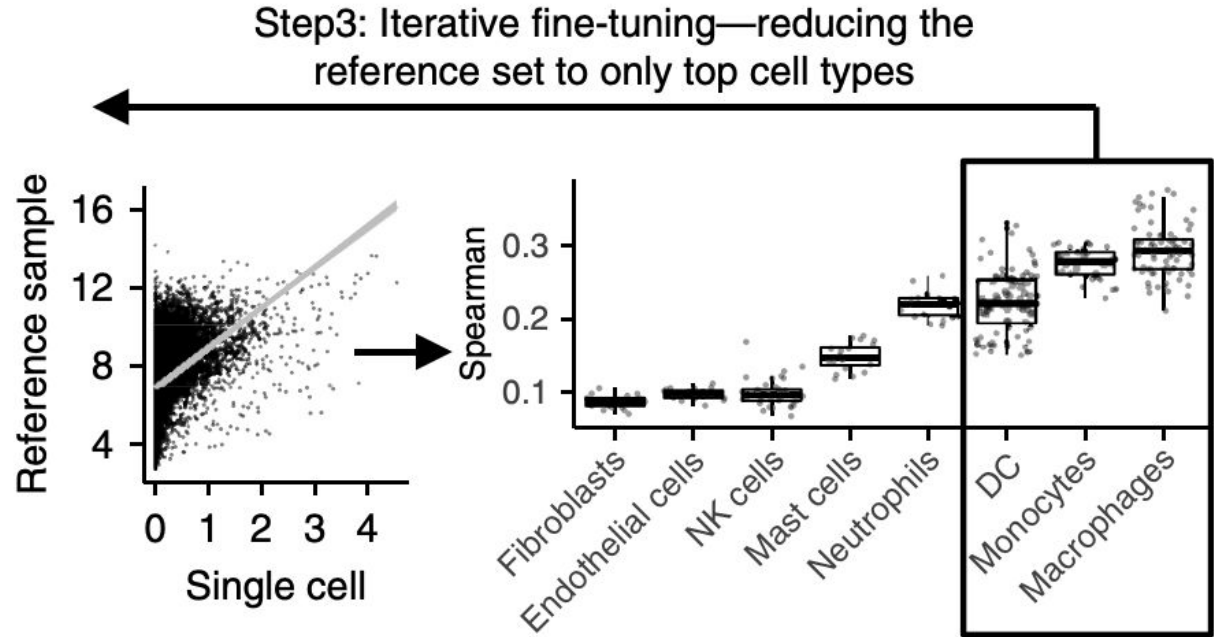 Step3: Iterative fine-tuning—reducing the
reference set to only top cell types
Reference sample
16
12
8
4
0 1 2 3 4
Single cell
Spearman
0.3
0.2
0.1
Fibroblasts
Endothelial cells
NK cells
Mast cells
Neutrophils
DC
Monocytes
Macrophages